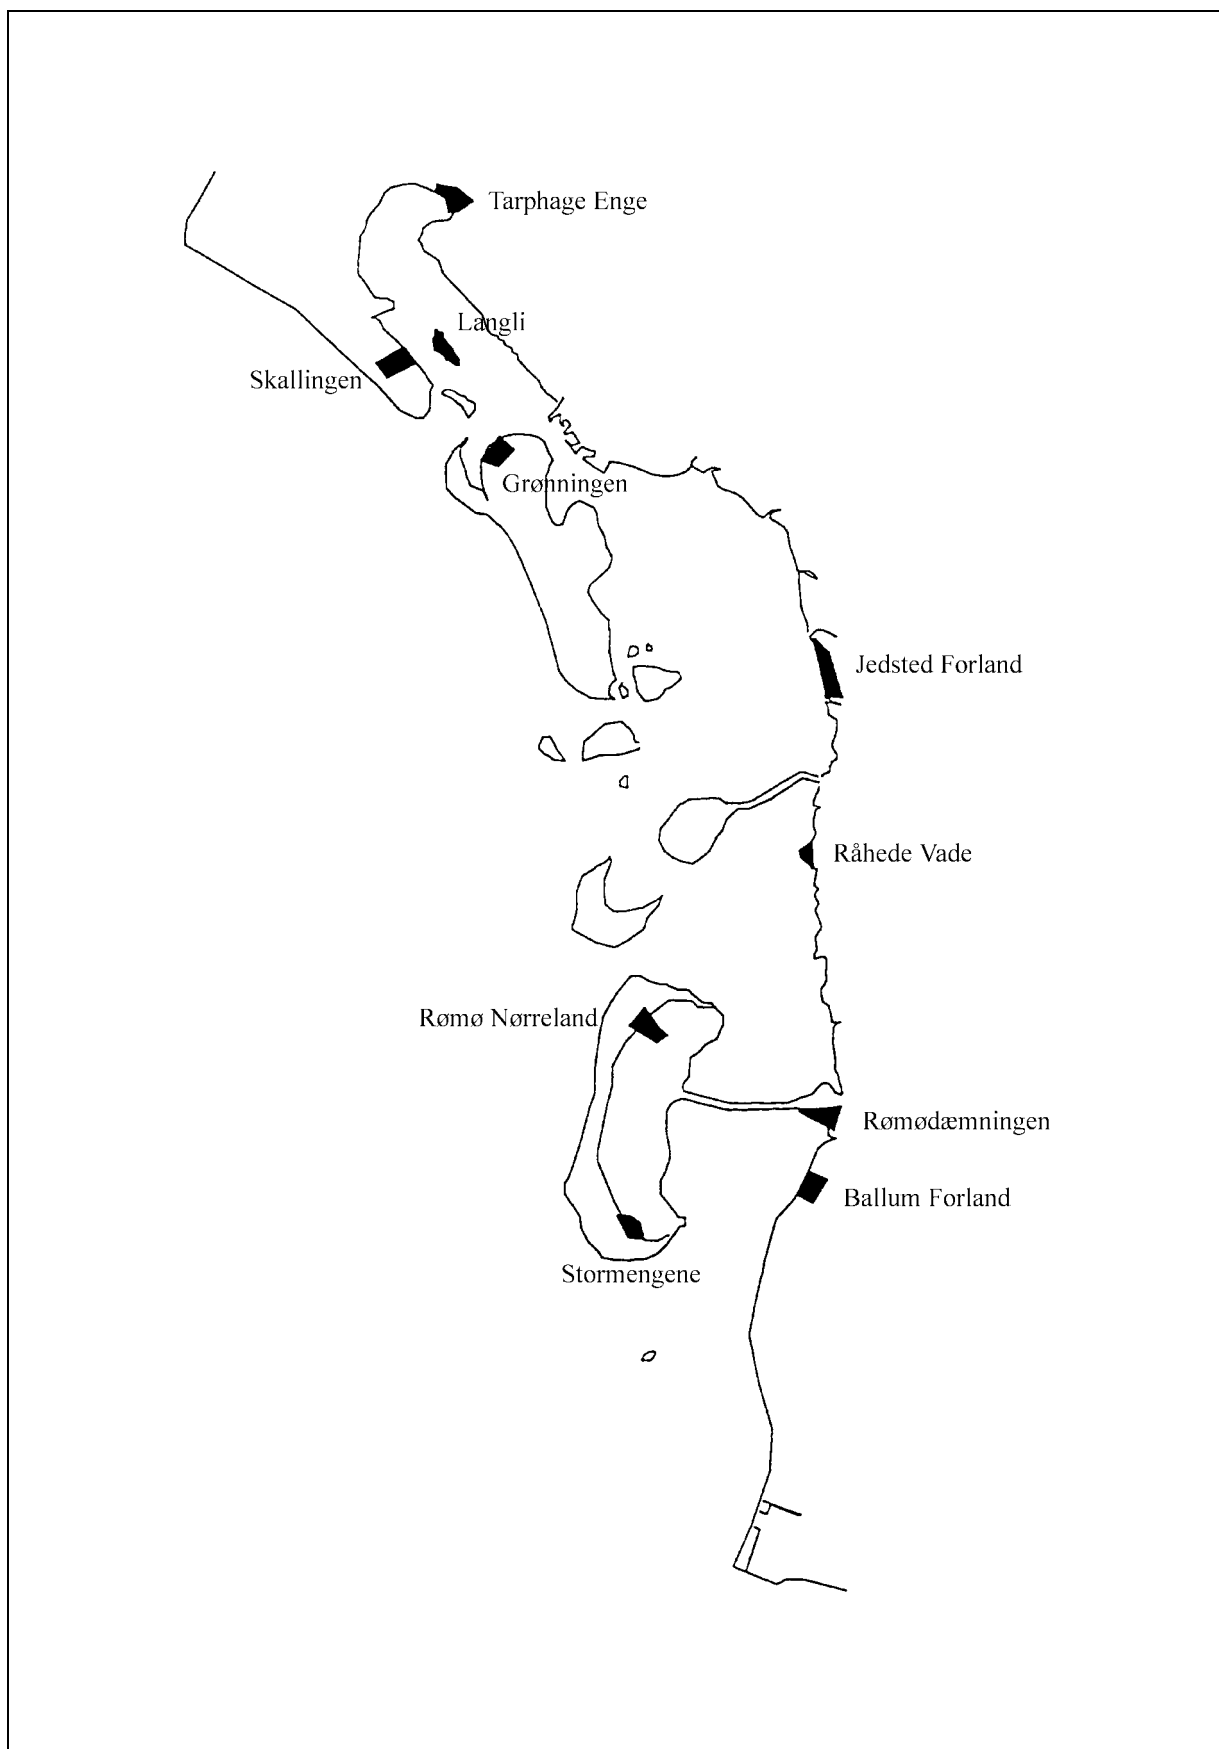 Tarphage Enge
Langli
Skallingen
Grønningen
Jedsted Forland
Råhede Vade
Rømø Nørreland
Rømødæmningen
Ballum Forland
Stormengene